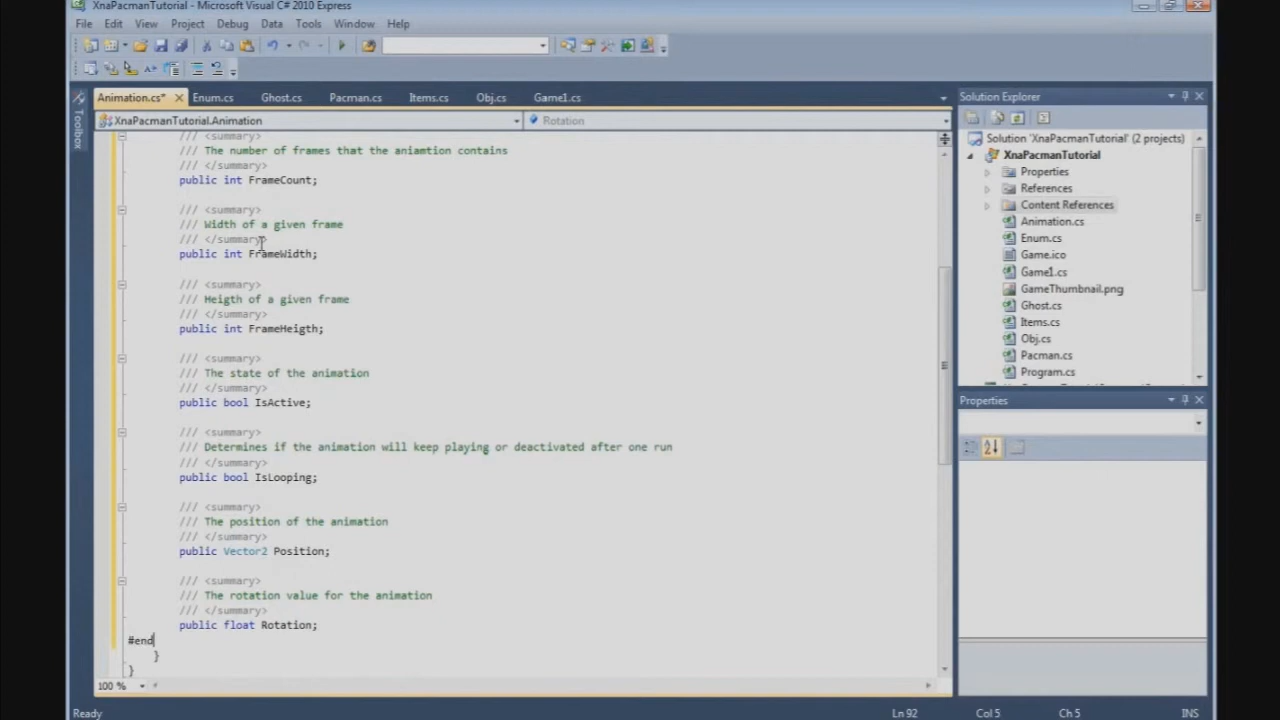 XnaPacmanTutorial - Microsoft Visual C# 2010 Express
File Edit View Project Debug Data Tools Window Help
Animation.cs* Enum.cs Ghost.cs Pacman.cs Items.cs Obj.cs Game1.cs
XnaPacmanTutorial.Animation Rotation
Toolbox
/// <summary>
/// The number of frames that the aniamtion contains
/// </summary>
public int FrameCount;
/// <summary>
/// Width of a given frame
/// </summary>
public int FrameWidth;
/// <summary>
/// Heigth of a given frame
/// </summary>
public int FrameHeigth;
/// <summary>
/// The state of the animation
/// </summary>
public bool IsActive;
/// <summary>
/// Determines if the animation will keep playing or deactivated after one run
/// </summary>
public bool IsLooping;
/// <summary>
/// The position of the animation
/// </summary>
public Vector2 Position;
/// <summary>
/// The rotation value for the animation
/// </summary>
public float Rotation;
#end
}
}
100 %
Solution Explorer
Solution 'XnaPacmanTutorial' (2 projects)
XnaPacmanTutorial
Properties
References
Content References
Animation.cs
Enum.cs
Game.ico
Game1.cs
GameThumbnail.png
Ghost.cs
Items.cs
Obj.cs
Pacman.cs
Program.cs
Properties
Ready Ln 92 Col 5 Ch 5 INS